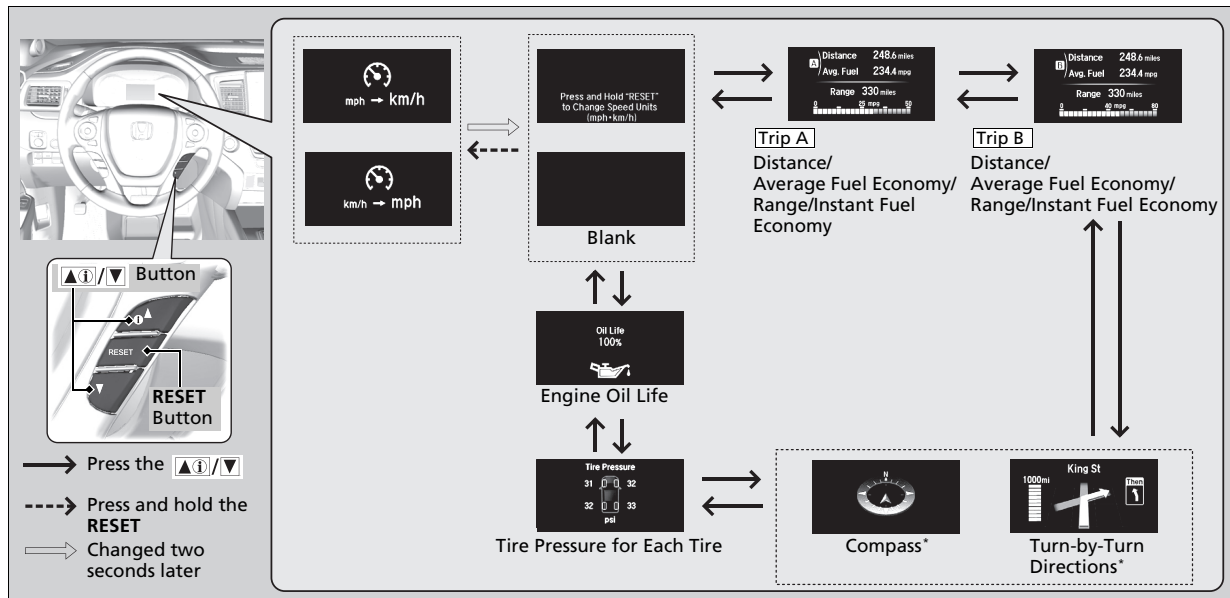 mph → km/h
km/h → mph
Press and Hold "RESET"
to Change Speed Units
(mph•km/h)
Blank
A Distance 248.6 miles
Avg. Fuel 234.4 mpg
Range 330 miles
0 25 mpg 50
Trip A
Distance/
Average Fuel Economy/
Range/Instant Fuel
Economy
B Distance 248.6 miles
Avg. Fuel 234.4 mpg
Range 330 miles
0 40 mpg 80
Trip B
Distance/
Average Fuel Economy/
Range/Instant Fuel Economy
▲ⓘ/▼ Button
RESET
RESET
Button
Oil Life
100%
Engine Oil Life
Tire Pressure
31 32
32 33
psi
Tire Pressure for Each Tire
N
Compass*
King St
1000mi
Then
Turn-by-Turn
Directions*
Press the ▲ⓘ/▼
Press and hold the
RESET
Changed two
seconds later